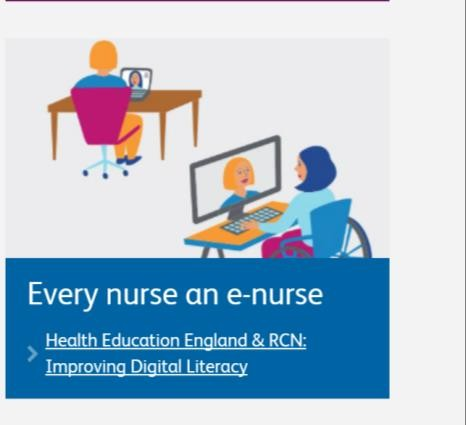 Every nurse an e-nurse
Health Education England & RCN:
Improving Digital Literacy